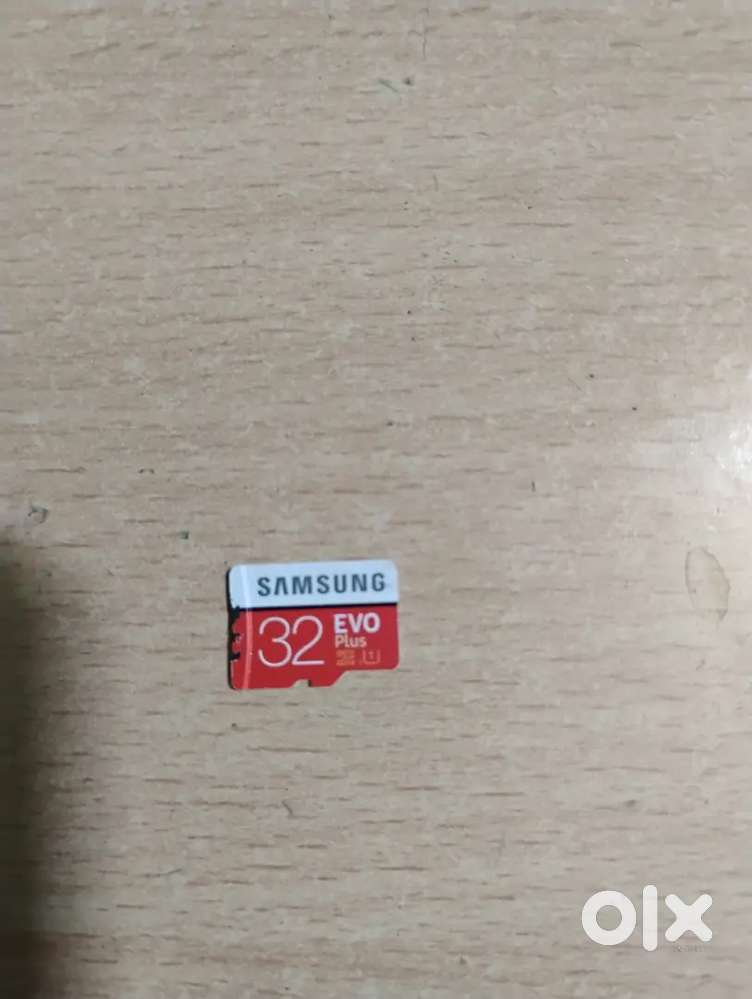 SAMSUNG
32 EVO
Plus
1
olx